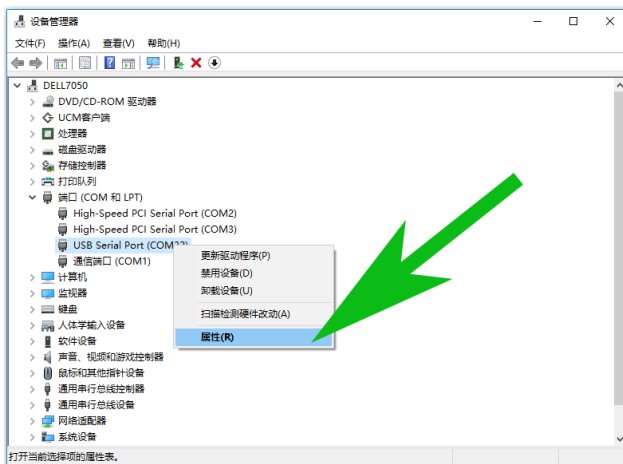 设备管理器
文件(F) 操作(A) 查看(V) 帮助(H)
DELL7050
DVD/CD-ROM 驱动器
UCM客户端
处理器
磁盘驱动器
存储控制器
打印队列
端口 (COM 和 LPT)
High-Speed PCI Serial Port (COM2)
High-Speed PCI Serial Port (COM3)
USB Serial Port
更新驱动程序(P)
通信端口 (COM1)
禁用设备(D)
计算机
卸载设备(U)
监视器
键盘
扫描检测硬件改动(A)
人体学输入设备
属性(R)
软件设备
声音、视频和游戏控制器
鼠标和其他指针设备
通用串行总线控制器
通用串行总线设备
网络适配器
系统设备
打开当前选择项的属性表。